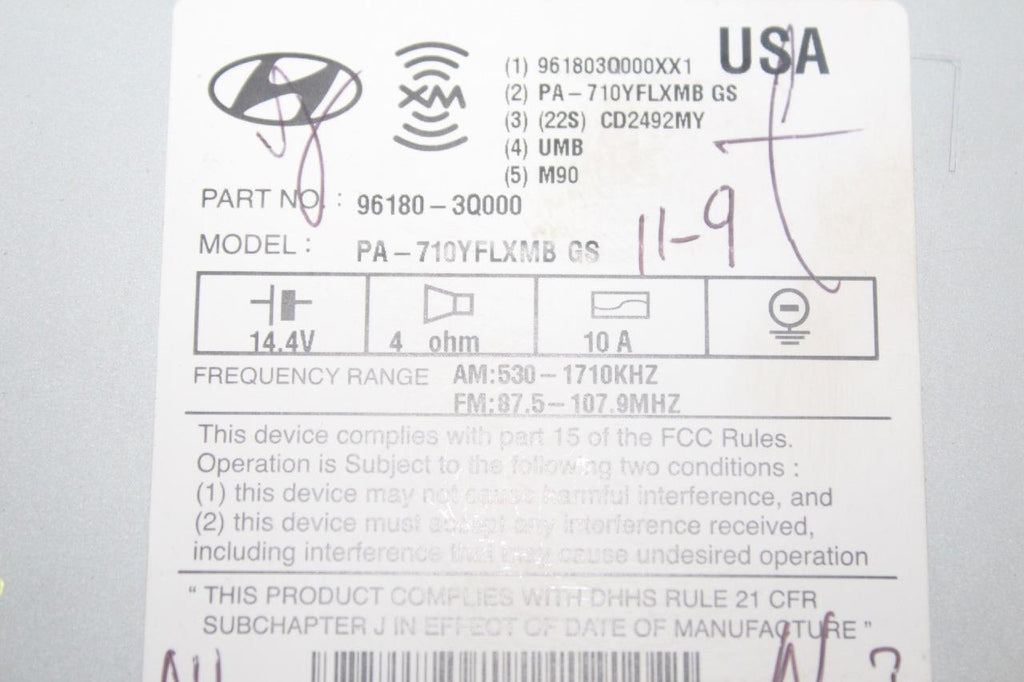 USA
XM
(1) 961803Q000XX1
(2) PA-710YFLXMB GS
(3) (22S) CD2492MY
(4) UMB
(5) M90
PART NO. : 96180-3Q000
MODEL : PA-710YFLXMB GS
11-9
14.4V 4 ohm 10 A
FREQUENCY RANGE AM:530-1710KHZ
FM:87.5-107.9MHZ
This device complies with part 15 of the FCC Rules.
Operation is Subject to the following two conditions :
(1) this device may not cause harmful interference, and
(2) this device must accept any interference received,
including interference that may cause undesired operation
" THIS PRODUCT COMPLIES WITH DHHS RULE 21 CFR
SUBCHAPTER J IN EFFECT OF DATE OF MANUFACTURE "